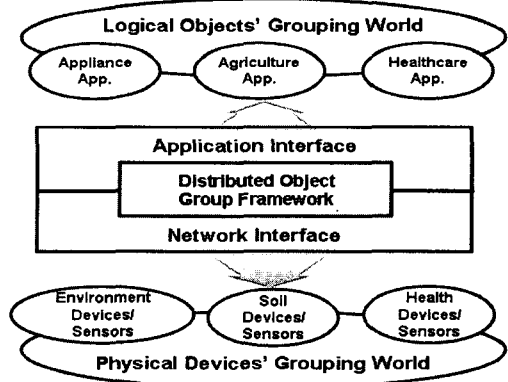 Logical Objects' Grouping World
Appliance
App.
Agriculture
App.
Healthcare
App.
Application Interface
Distributed Object
Group Framework
Network Interface
Environment
Devices/
Sensors
Soil
Devices/
Sensors
Health
Devices/
Sensors
Physical Devices' Grouping World